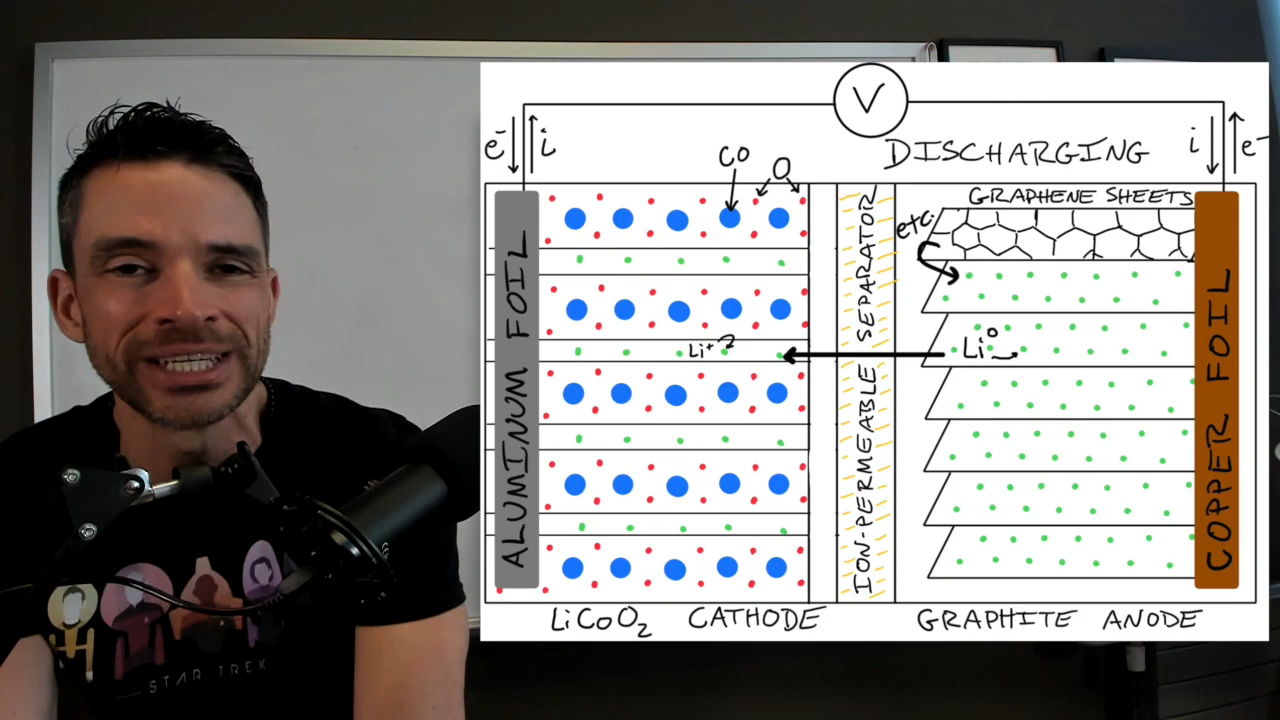 V
DISCHARGING
e⁻ i
i e⁻
CO
O
GRAPHENE SHEETS
etc.
ALUMINUM FOIL
ION-PERMEABLE SEPARATOR
COPPER FOIL
Li⁺
Li⁰
LiCoO₂ CATHODE
GRAPHITE ANODE
STAR TREK